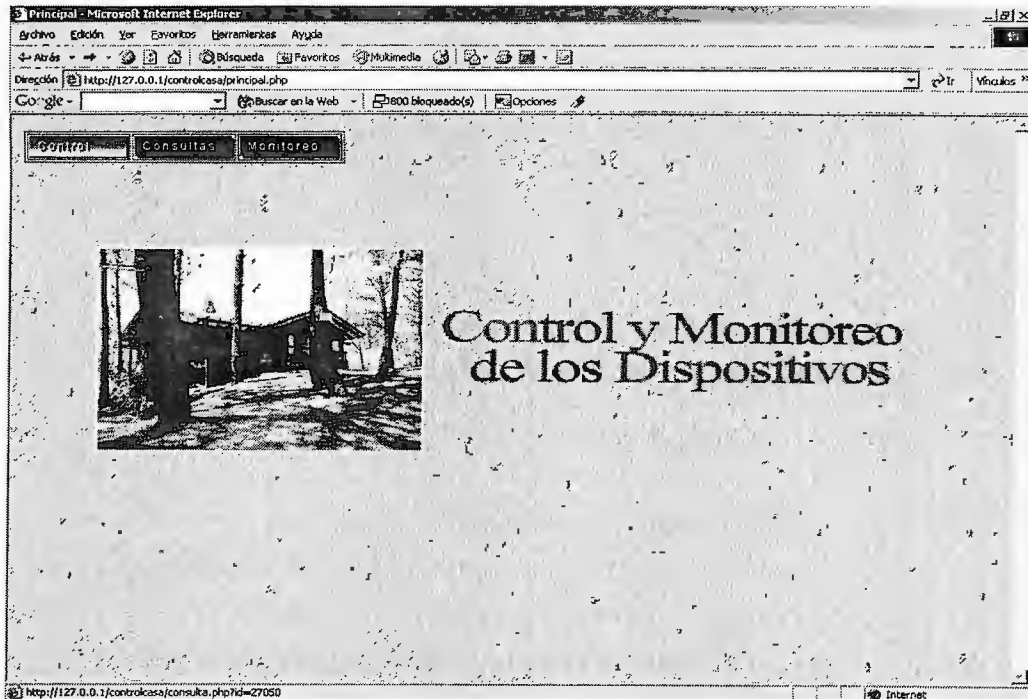 Principal - Microsoft Internet Explorer
Archivo Edición Ver Favoritos Herramientas Ayuda
Atrás Búsqueda Favoritos Multimedia
Dirección http://127.0.0.1/controlcasa/principal.php Ir Vínculos »
Google - Buscar en la Web 800 bloqueado(s) Opciones
Control Consultas Monitoreo
Control y Monitoreo
de los Dispositivos
http://127.0.0.1/controlcasa/consulta.php?id=27050 Internet